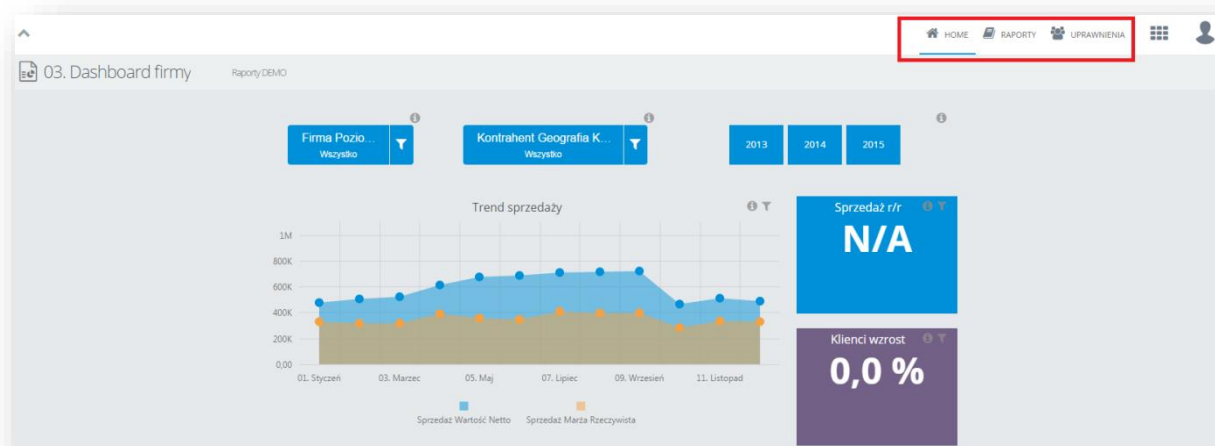 HOME RAPORTY UPRAWNIENIA
03. Dashboard firmy Raporty DEMO
Firma Pozio...
Wszystko
Kontrahent Geografia K...
Wszystko
2013 2014 2015
Trend sprzedaży
1M
800K
600K
400K
200K
0,00
01. Styczeń 03. Marzec 05. Maj 07. Lipiec 09. Wrzesień 11. Listopad
Sprzedaż Wartość Netto Sprzedaż Marża Rzeczywista
Sprzedaż r/r
N/A
Klienci wzrost
0,0 %